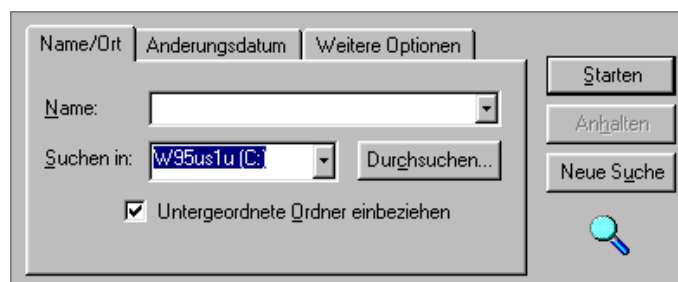 Name/Ort Anderungsdatum Weitere Optionen
Starten
Name:
Anhalten
Suchen in: W95us1u (C:) Durchsuchen...
Neue Suche
Untergeordnete Ordner einbeziehen